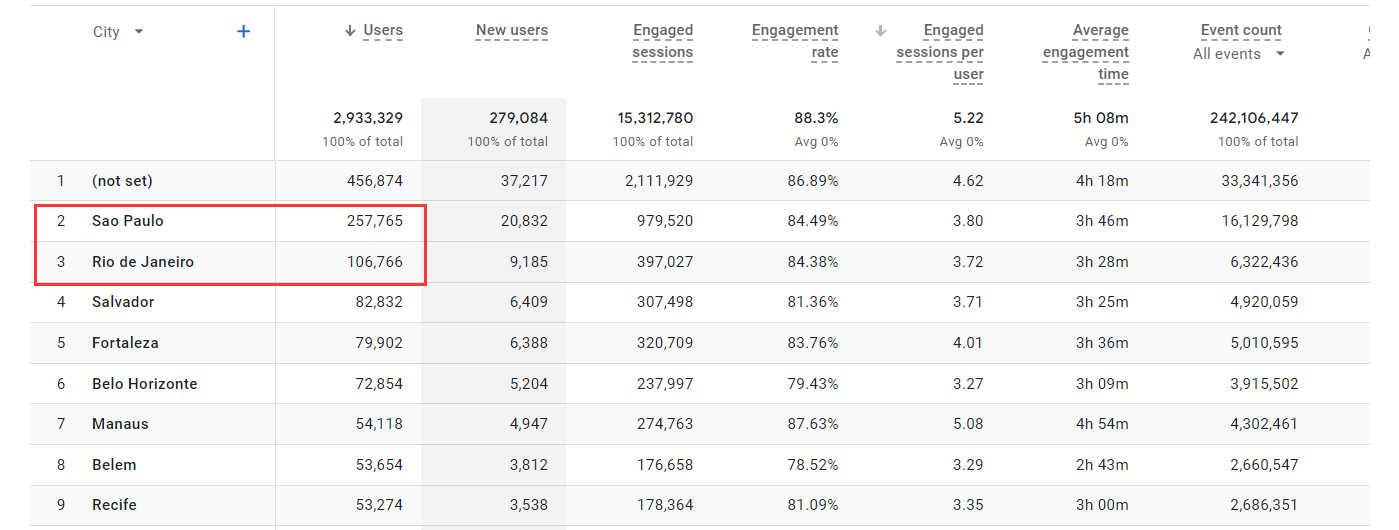 City + Users New users Engaged sessions Engagement rate Engaged sessions per user Average engagement time Event count
All events
2,933,329 279,084 15,312,780 88.3% 5.22 5h 08m 242,106,447
100% of total 100% of total 100% of total Avg 0% Avg 0% Avg 0% 100% of total
1 (not set) 456,874 37,217 2,111,929 86.89% 4.62 4h 18m 33,341,356
2 Sao Paulo 257,765 20,832 979,520 84.49% 3.80 3h 46m 16,129,798
3 Rio de Janeiro 106,766 9,185 397,027 84.38% 3.72 3h 28m 6,322,436
4 Salvador 82,832 6,409 307,498 81.36% 3.71 3h 25m 4,920,059
5 Fortaleza 79,902 6,388 320,709 83.76% 4.01 3h 36m 5,010,595
6 Belo Horizonte 72,854 5,204 237,997 79.43% 3.27 3h 09m 3,915,502
7 Manaus 54,118 4,947 274,763 87.63% 5.08 4h 54m 4,302,461
8 Belem 53,654 3,812 176,658 78.52% 3.29 2h 43m 2,660,547
9 Recife 53,274 3,538 178,364 81.09% 3.35 3h 00m 2,686,351